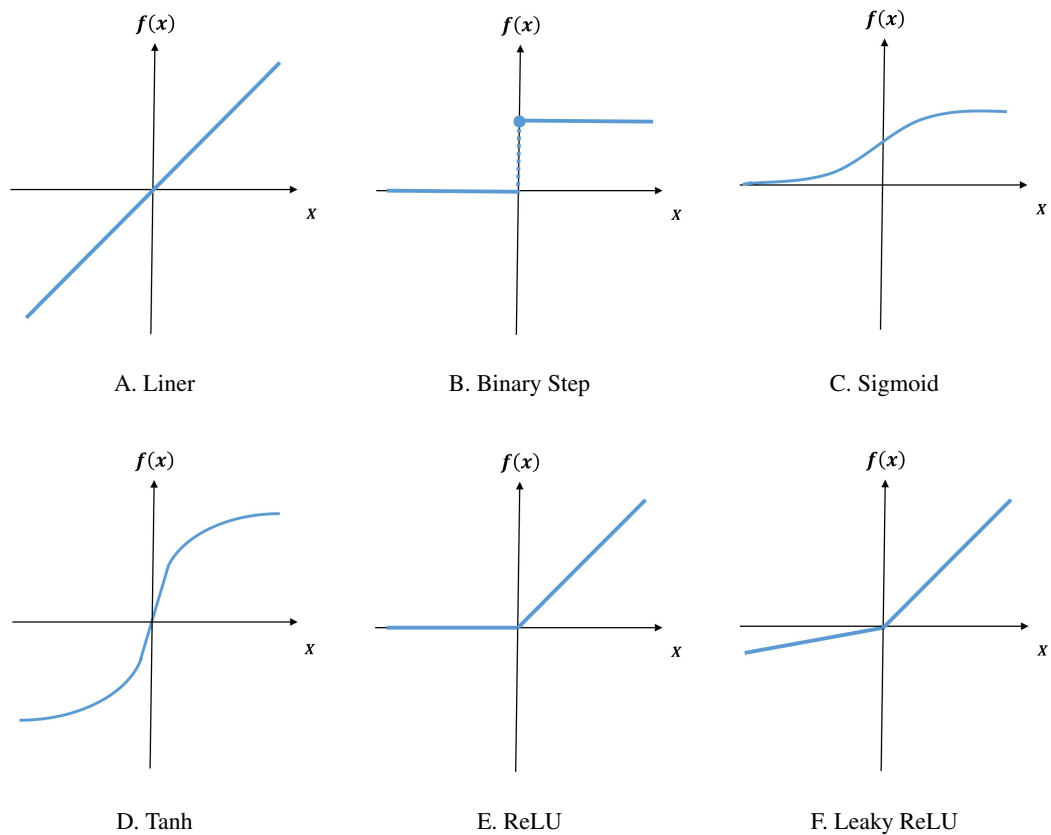 f(x)
f(x)
f(x)
x
x
x
A. Liner
B. Binary Step
C. Sigmoid
f(x)
f(x)
f(x)
x
x
x
D. Tanh
E. ReLU
F. Leaky ReLU